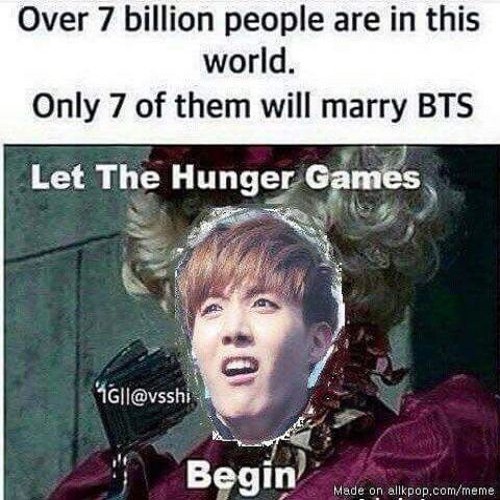 Over 7 billion people are in this
world.
Only 7 of them will marry BTS
Let The Hunger Games
1G||@vsshi
Begin
Made on allkpop.com/meme